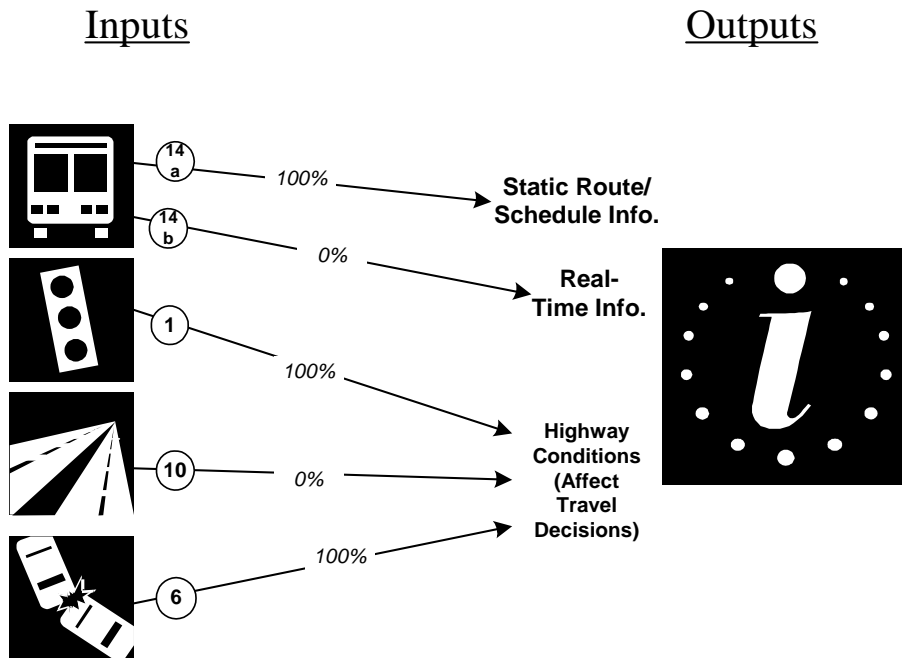 Inputs
Outputs
14
a
100%
Static Route/
Schedule Info.
14
b
0%
Real-
Time Info.
1
100%
Highway
Conditions
(Affect
Travel
Decisions)
10
0%
100%
6
i